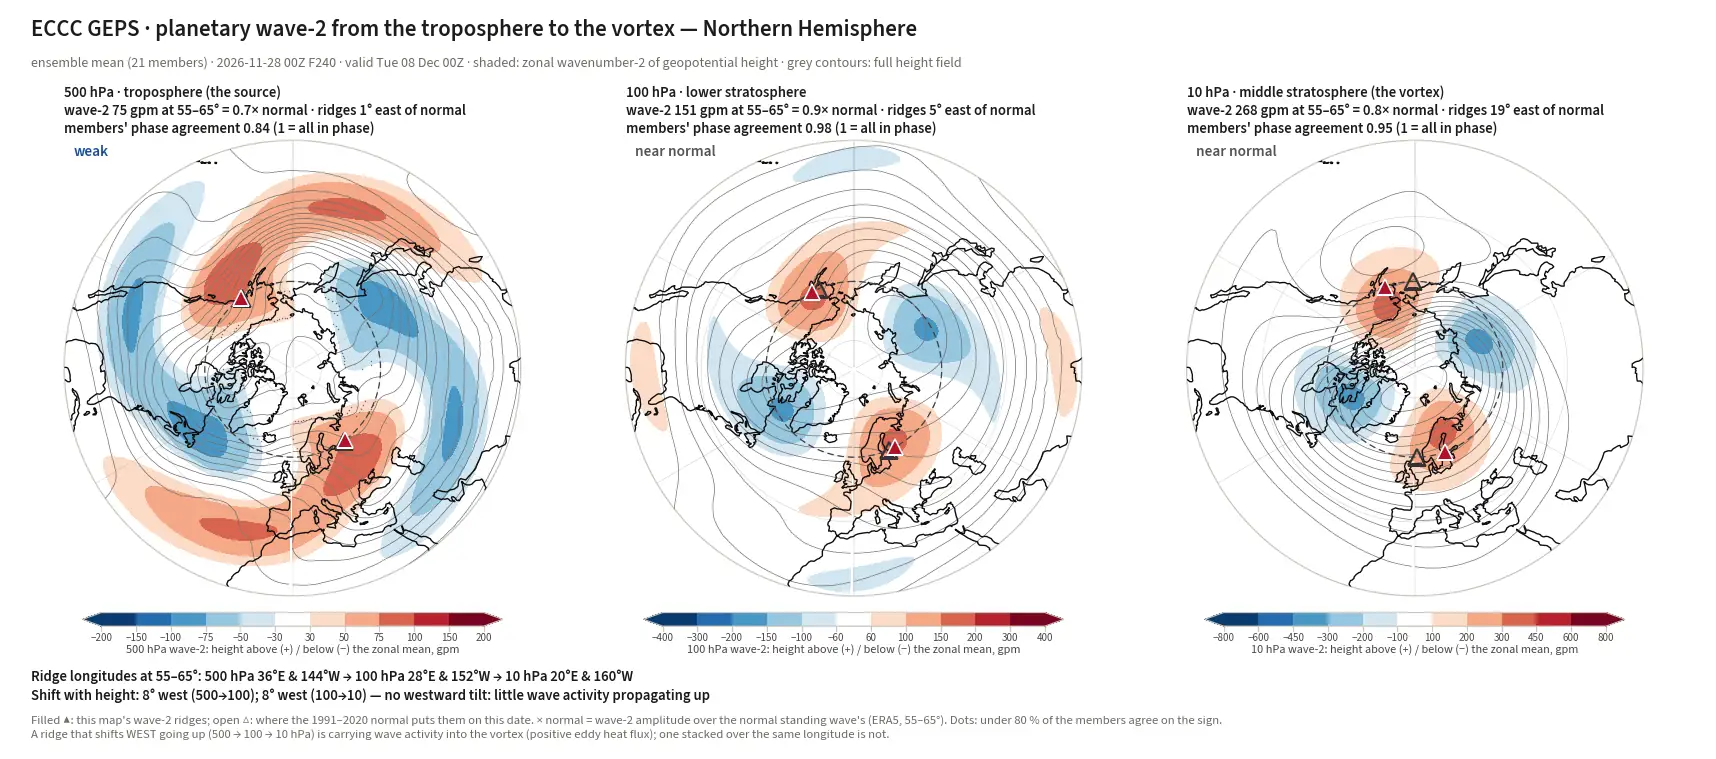 ECCC GEPS · planetary wave-2 from the troposphere to the vortex — Northern Hemisphere
ensemble mean (21 members) · 2026-11-28 00Z F240 · valid Tue 08 Dec 00Z · shaded: zonal wavenumber-2 of geopotential height · grey contours: full height field
500 hPa · troposphere (the source)
wave-2 75 gpm at 55–65° = 0.7× normal · ridges 1° east of normal
members' phase agreement 0.84 (1 = all in phase)
weak
100 hPa · lower stratosphere
wave-2 151 gpm at 55–65° = 0.9× normal · ridges 5° east of normal
members' phase agreement 0.98 (1 = all in phase)
near normal
10 hPa · middle stratosphere (the vortex)
wave-2 268 gpm at 55–65° = 0.8× normal · ridges 19° east of normal
members' phase agreement 0.95 (1 = all in phase)
near normal
−200 −150 −100 −75 −50 −30 30 50 75 100 150 200
500 hPa wave-2: height above (+) / below (−) the zonal mean, gpm
−400 −300 −200 −150 −100 −60 60 100 150 200 300 400
100 hPa wave-2: height above (+) / below (−) the zonal mean, gpm
−800 −600 −450 −300 −200 −100 100 200 300 450 600 800
10 hPa wave-2: height above (+) / below (−) the zonal mean, gpm
Ridge longitudes at 55–65°: 500 hPa 36°E & 144°W → 100 hPa 28°E & 152°W → 10 hPa 20°E & 160°W
Shift with height: 8° west (500→100); 8° west (100→10) — no westward tilt: little wave activity propagating up
Filled ▲: this map's wave-2 ridges; open △: where the 1991–2020 normal puts them on this date. × normal = wave-2 amplitude over the normal standing wave's (ERA5, 55–65°). Dots: under 80 % of the members agree on the sign.
A ridge that shifts WEST going up (500 → 100 → 10 hPa) is carrying wave activity into the vortex (positive eddy heat flux); one stacked over the same longitude is not.